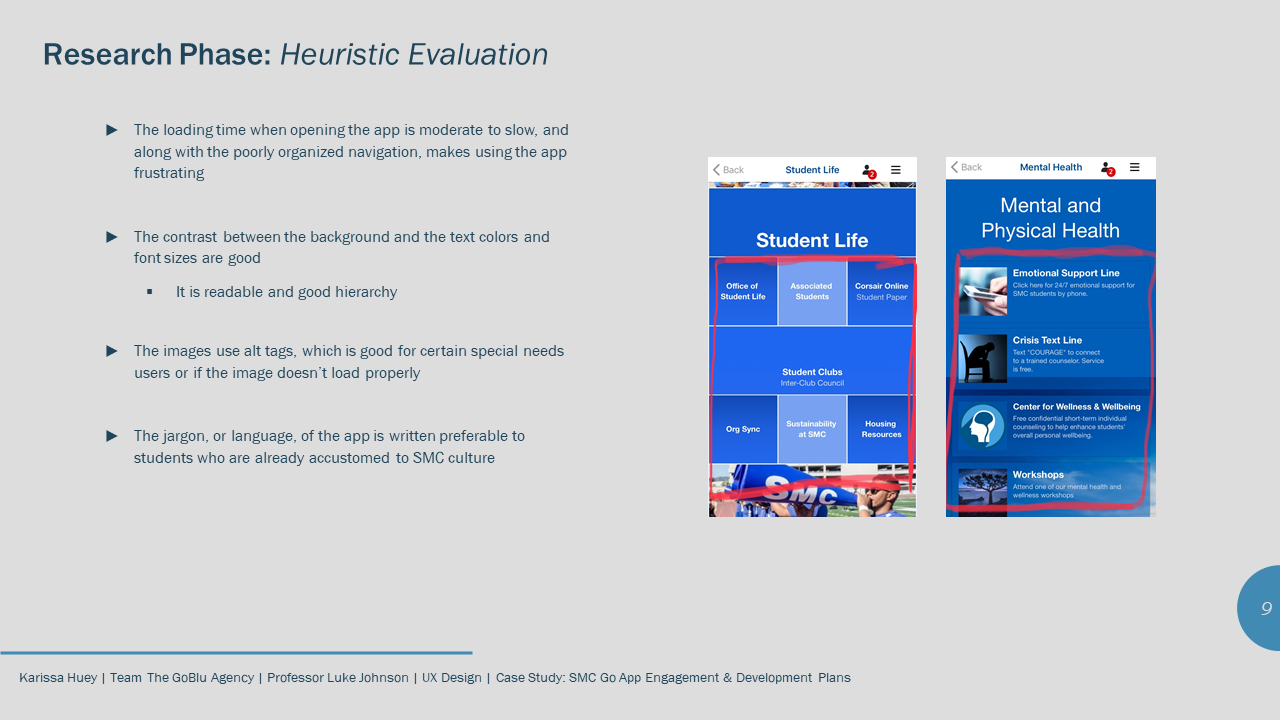 Research Phase: Heuristic Evaluation
► The loading time when opening the app is moderate to slow, and
along with the poorly organized navigation, makes using the app
frustrating
► The contrast between the background and the text colors and
font sizes are good
▪ It is readable and good hierarchy
► The images use alt tags, which is good for certain special needs
users or if the image doesn't load properly
► The jargon, or language, of the app is written preferable to
students who are already accustomed to SMC culture
Back Student Life 2
Student Life
Office of
Student Life
Associated
Students
Corsair Online
Student Paper
Student Clubs
Inter-Club Council
Org Sync
Sustainability
at SMC
Housing
Resources
SMC
Back Mental Health 2
Mental and
Physical Health
Emotional Support Line
Click here for 24/7 emotional support for
SMC students by phone.
Crisis Text Line
Text "COURAGE" to connect
to a trained counselor. Service
is free.
Center for Wellness & Wellbeing
Free confidential short-term individual
counseling to help enhance students'
overall personal wellbeing.
Workshops
Attend one of our mental health and
wellness workshops
9
Karissa Huey | Team The GoBlu Agency | Professor Luke Johnson | UX Design | Case Study: SMC Go App Engagement & Development Plans